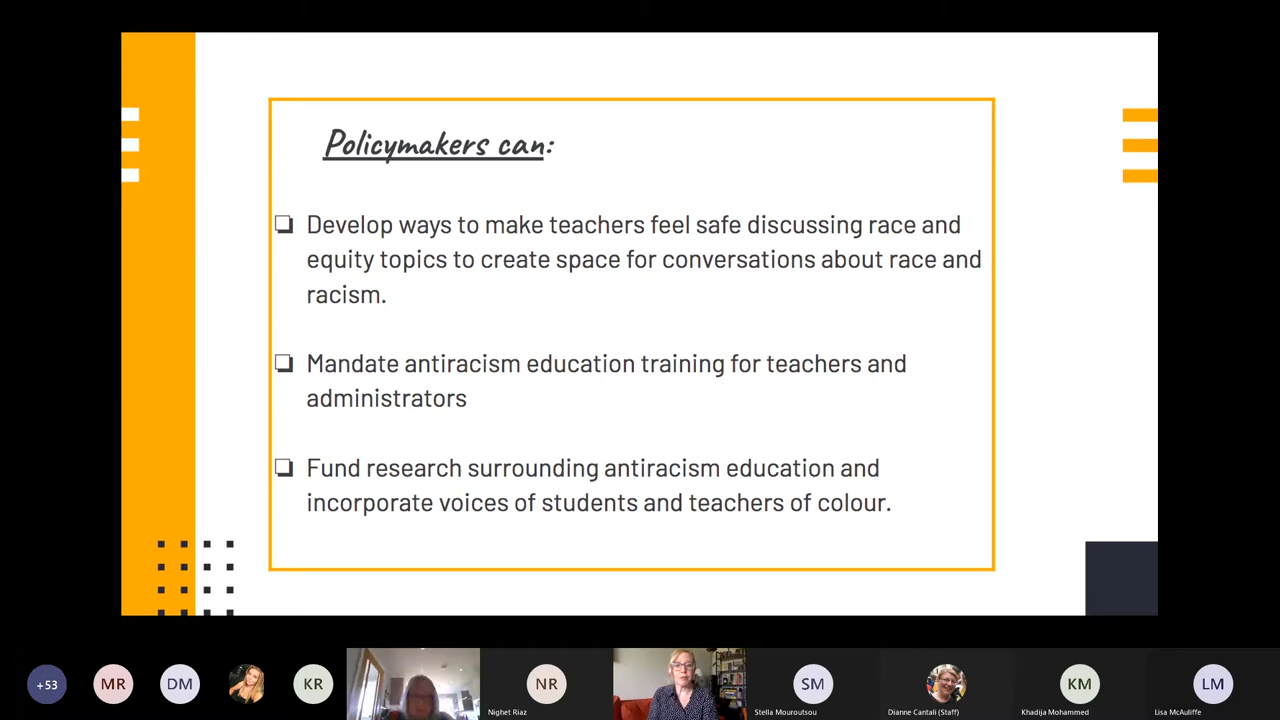 Policymakers can:
Develop ways to make teachers feel safe discussing race and
equity topics to create space for conversations about race and
racism.
Mandate antiracism education training for teachers and
administrators
Fund research surrounding antiracism education and
incorporate voices of students and teachers of colour.
+53
MR
DM
KR
NR
SM
KM
LM
Nighet Riaz
Stella Mouroutsou
Dianne Cantali (Staff)
Khadija Mohammed
Lisa McAuliffe